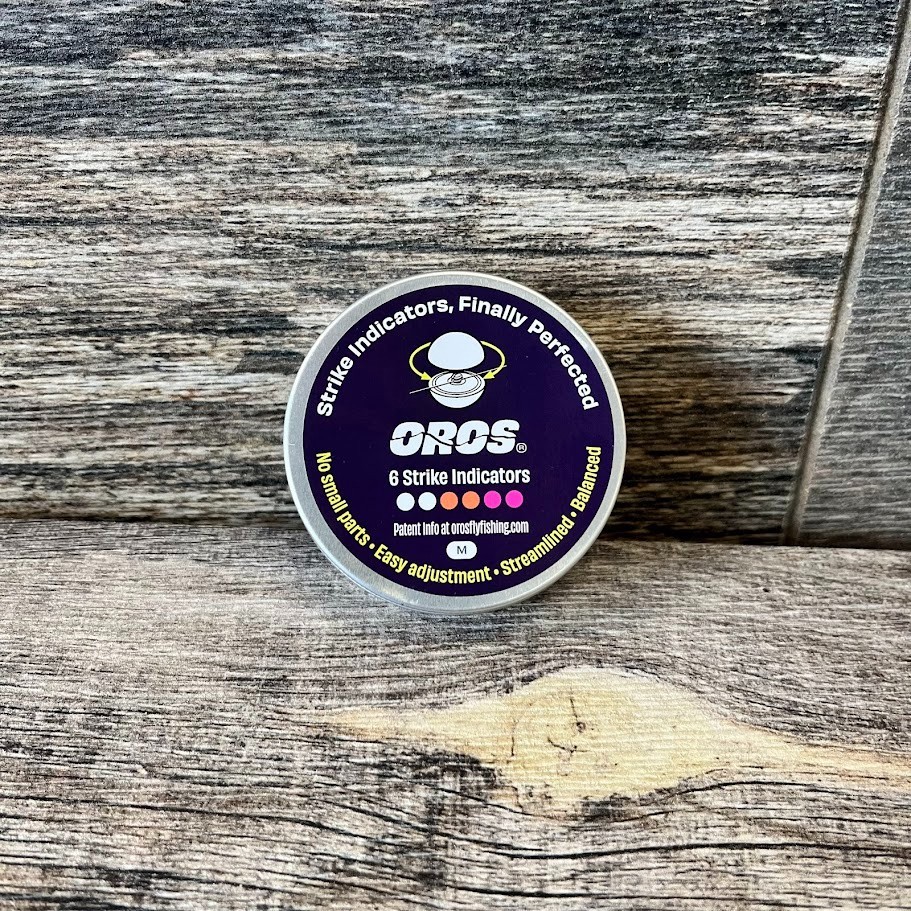 Strike Indicators, Finally Perfected
OROS®
6 Strike Indicators
Patent Info at orosflyfishing.com
M
No small parts • Easy adjustment • Streamlined • Balanced